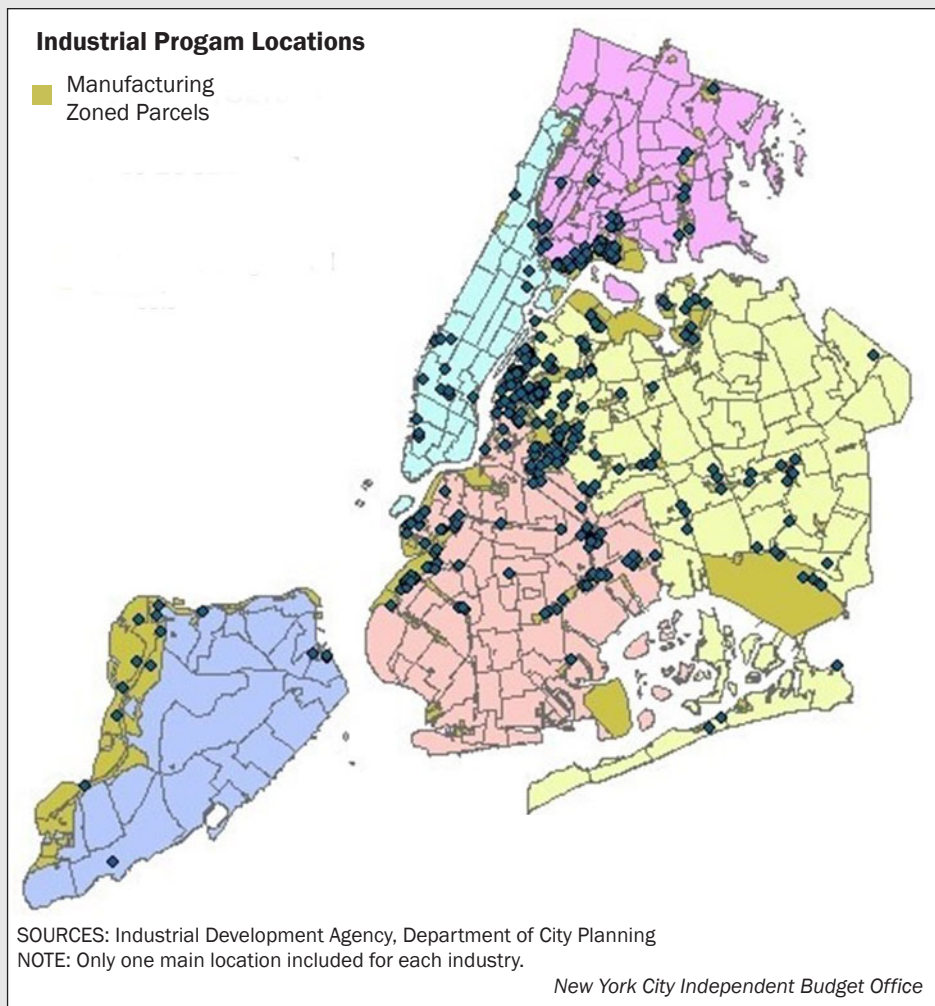 Industrial Progam Locations
Manufacturing
Zoned Parcels
SOURCES: Industrial Development Agency, Department of City Planning
NOTE: Only one main location included for each industry.
New York City Independent Budget Office